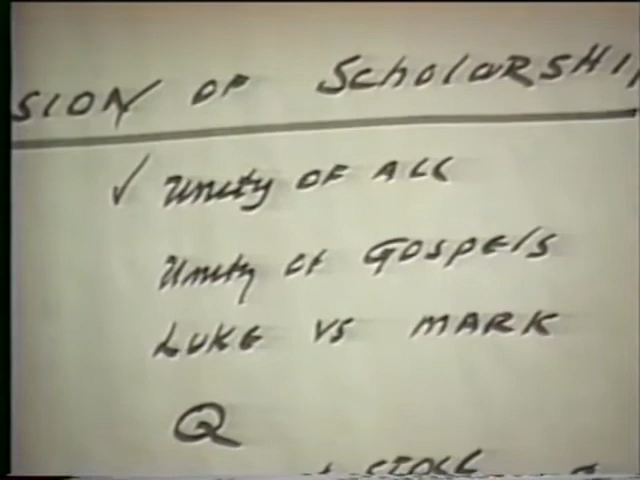 SION OF ScholaRSHI
✓ Unity OF ALL
Unity of GOSPElS
LUKE VS MARK
Q